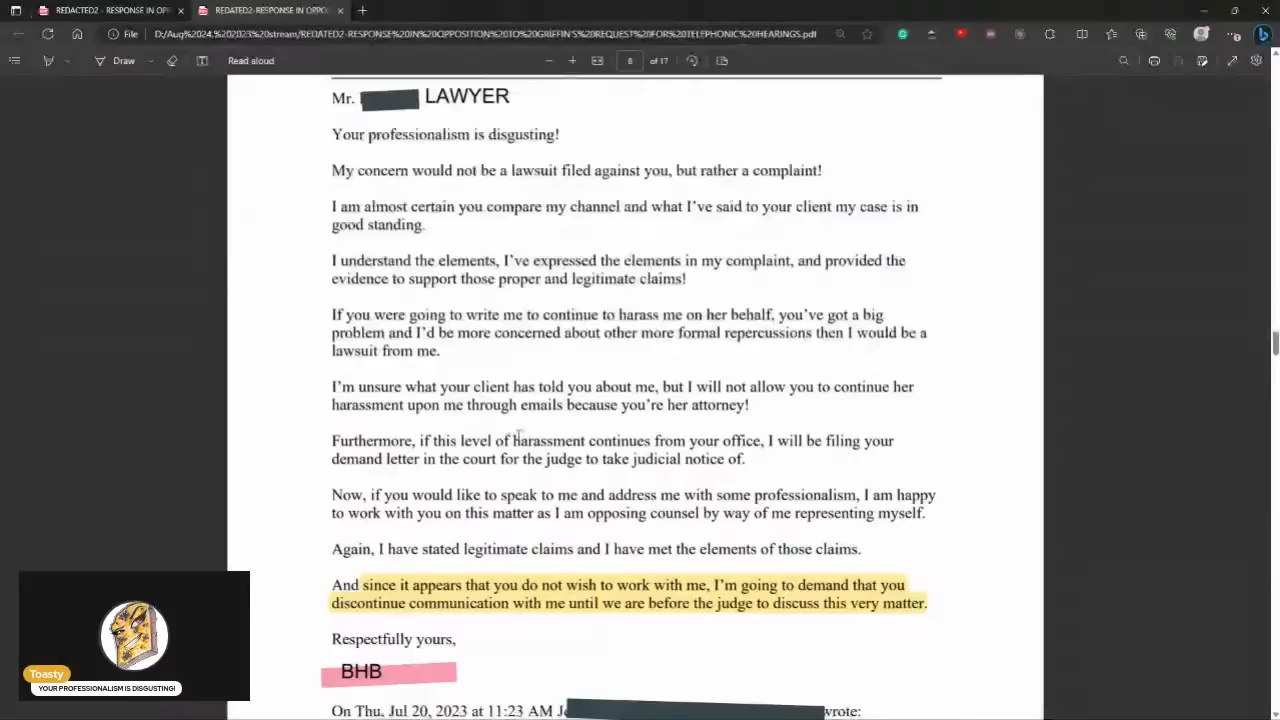 REDACTED2 - RESPONSE IN OPP
REDATED2-RESPONSE IN OPPO
File
D:/Aug%2024,%202023%20stream/REDATED2-RESPONSE%20IN%20OPPOSITION%20TO%20GRIFFIN'S%20REQUEST%20FOR%20TELEPHONIC%20HEARINGS.pdf
Draw
Read aloud
8
of 17
Mr.
LAWYER
Your professionalism is disgusting!
My concern would not be a lawsuit filed against you, but rather a complaint!
I am almost certain you compare my channel and what I've said to your client my case is in
good standing.
I understand the elements, I've expressed the elements in my complaint, and provided the
evidence to support those proper and legitimate claims!
If you were going to write me to continue to harass me on her behalf, you've got a big
problem and I'd be more concerned about other more formal repercussions then I would be a
lawsuit from me.
I'm unsure what your client has told you about me, but I will not allow you to continue her
harassment upon me through emails because you're her attorney!
Furthermore, if this level of harassment continues from your office, I will be filing your
demand letter in the court for the judge to take judicial notice of.
Now, if you would like to speak to me and address me with some professionalism, I am happy
to work with you on this matter as I am opposing counsel by way of me representing myself.
Again, I have stated legitimate claims and I have met the elements of those claims.
And since it appears that you do not wish to work with me, I'm going to demand that you
discontinue communication with me until we are before the judge to discuss this very matter.
Respectfully yours,
BHB
On Thu, Jul 20, 2023 at 11:23 AM
wrote:
Toasty
YOUR PROFESSIONALISM IS DISGUSTING!